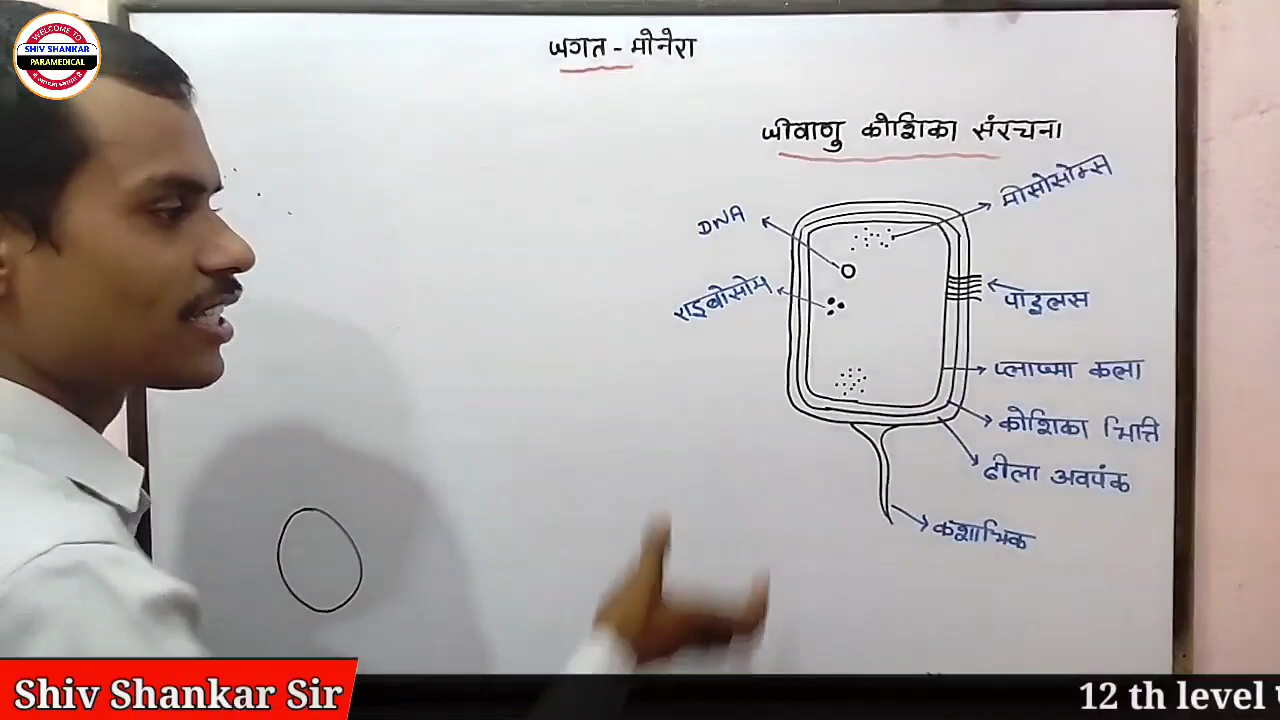 WELCOME TO
SHIV SHANKAR
PARAMEDICAL
जगत - मोनेरा
जीवाणु कोशिका संरचना
मीसोसोम्स
DNA
राइबोसोम
पाइलस
प्लाज्मा कला
कोशिका भित्ति
ढीला अवपंक
कशाभिक
Shiv Shankar Sir
12 th level